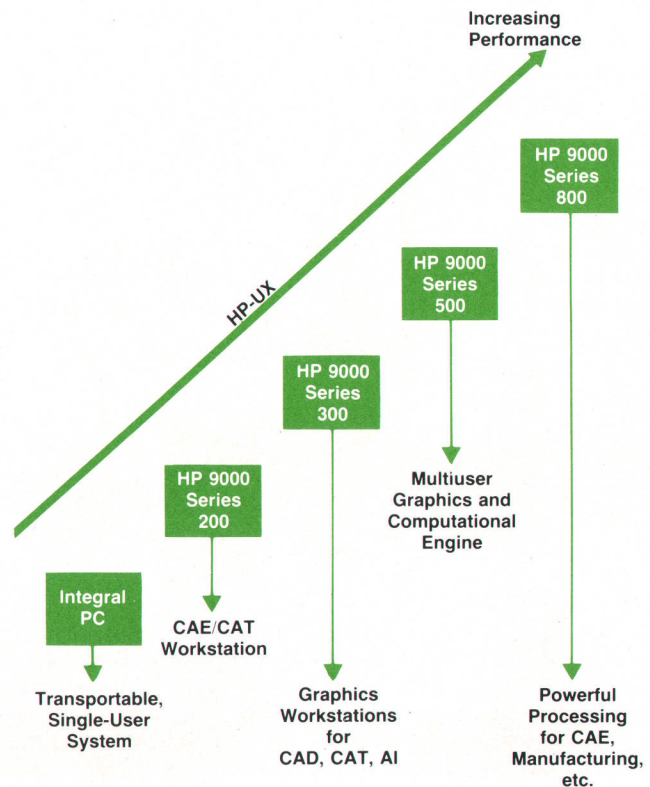 Increasing
Performance
HP-UX
HP 9000
Series
800
HP 9000
Series
500
HP 9000
Series
300
HP 9000
Series
200
Integral
PC
Multiuser
Graphics and
Computational
Engine
CAE/CAT
Workstation
Transportable,
Single-User
System
Graphics
Workstations
for
CAD, CAT, AI
Powerful
Processing
for CAE,
Manufacturing,
etc.